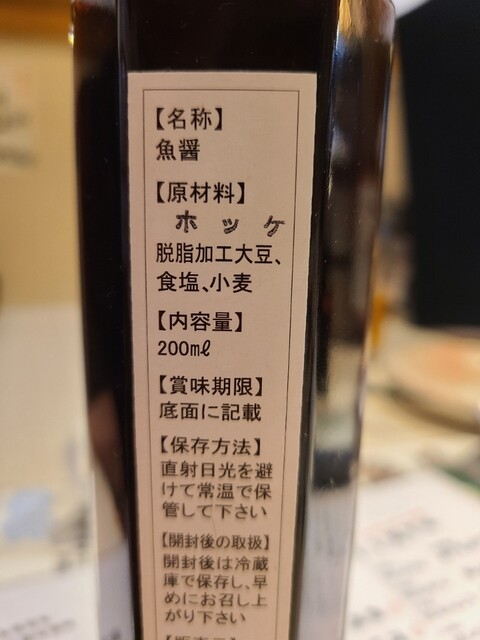 【名称】
魚醤
【原材料】
ホッケ
脱脂加工大豆、
食塩、小麦
【内容量】
200mℓ
【賞味期限】
底面に記載
【保存方法】
直射日光を避
けて常温で保
管して下さい
【開封後の取扱】
開封後は冷蔵
庫で保存し、早
めにお召し上
がり下さい